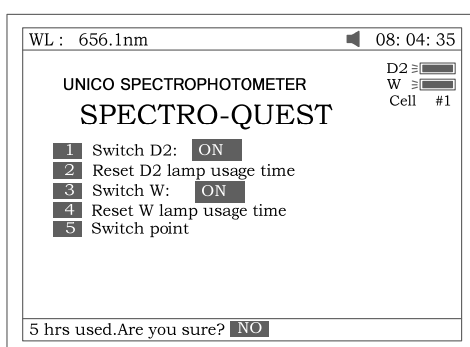 WL : 656.1nm 08: 04: 35
D2
W
Cell #1
UNICO SPECTROPHOTOMETER
SPECTRO-QUEST
1 Switch D2: ON
2 Reset D2 lamp usage time
3 Switch W: ON
4 Reset W lamp usage time
5 Switch point
5 hrs used.Are you sure? NO